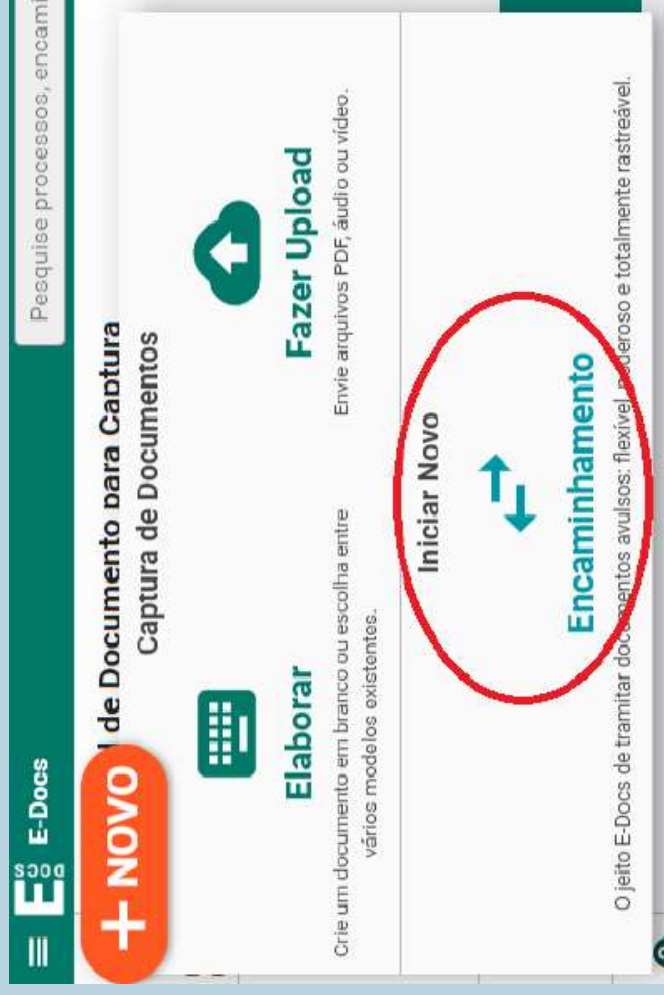 E DOCS E-Docs
Pesquise processos, encami
+ NOVO
de Documento para Captura
Captura de Documentos
Elaborar
Crie um documento em branco ou escolha entre
vários modelos existentes.
Fazer Upload
Envie arquivos PDF, áudio ou vídeo.
Iniciar Novo
Encaminhamento
O jeito E-Docs de tramitar documentos avulsos: flexível, poderoso e totalmente rastreável.